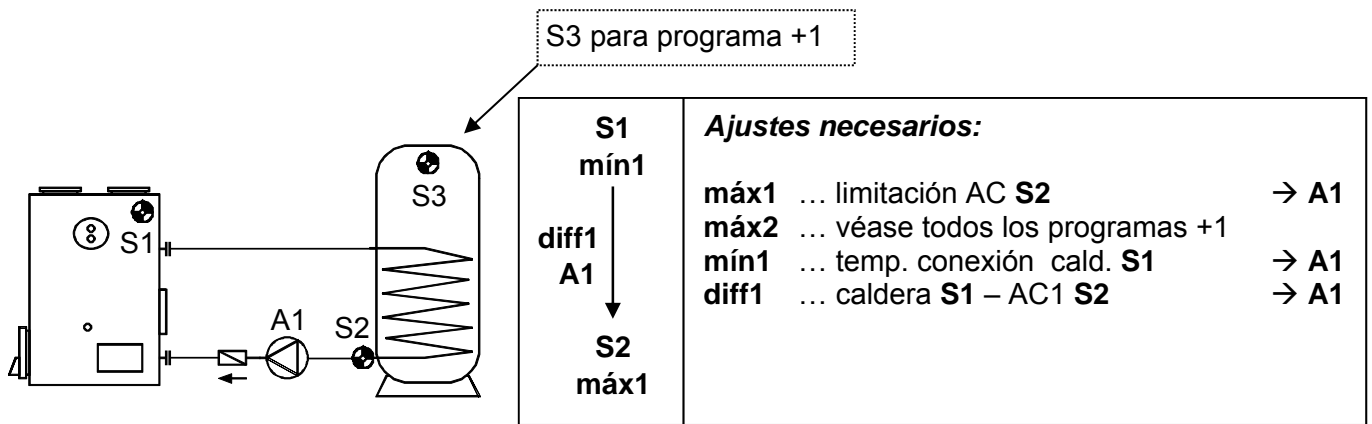 S3 para programa +1
S3
S1
A1
S2
S1
mín1
diff1
A1
S2
máx1
Ajustes necesarios:
máx1 … limitación AC S2 → A1
máx2 … véase todos los programas +1
mín1 … temp. conexión cald. S1 → A1
diff1 … caldera S1 – AC1 S2 → A1